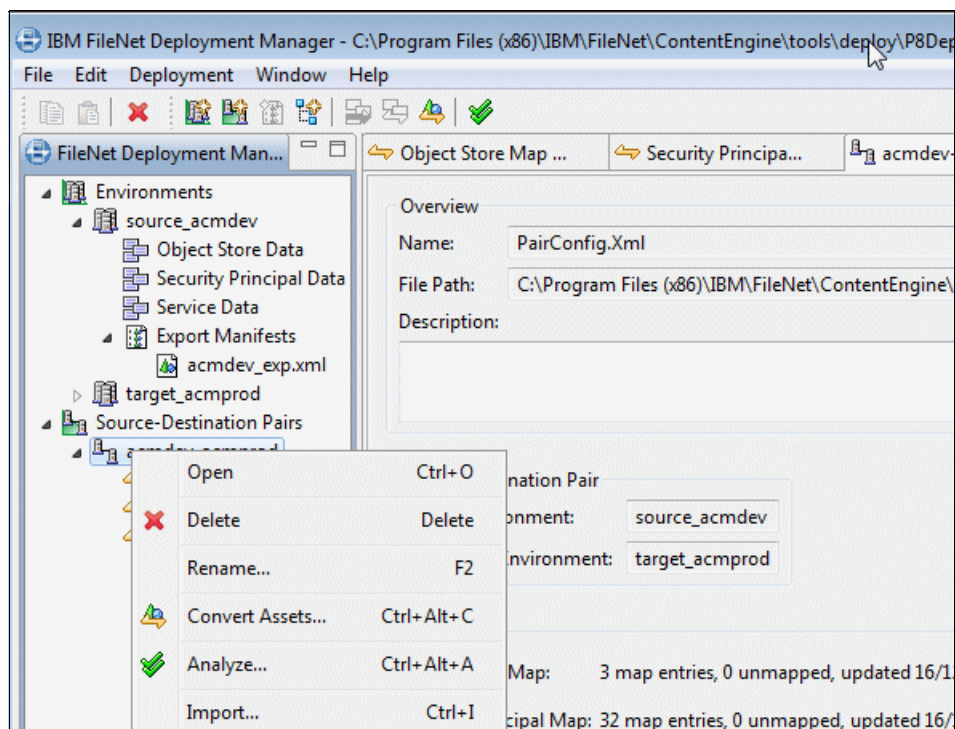 IBM FileNet Deployment Manager - C:\Program Files (x86)\IBM\FileNet\ContentEngine\tools\deploy\P8Dep
File Edit Deployment Window Help
FileNet Deployment Man...
Object Store Map ...
Security Principa...
acmdev-
Environments
source_acmdev
Object Store Data
Security Principal Data
Service Data
Export Manifests
acmdev_exp.xml
target_acmprod
Source-Destination Pairs
acmdev_acmprod
Open Ctrl+O
Delete Delete
Rename... F2
Convert Assets... Ctrl+Alt+C
Analyze... Ctrl+Alt+A
Import... Ctrl+I
Overview
Name: PairConfig.Xml
File Path: C:\Program Files (x86)\IBM\FileNet\ContentEngine\
Description:
nation Pair
onment: source_acmdev
nvironment: target_acmprod
Map: 3 map entries, 0 unmapped, updated 16/1
cipal Map: 32 map entries, 0 unmapped, updated 16/